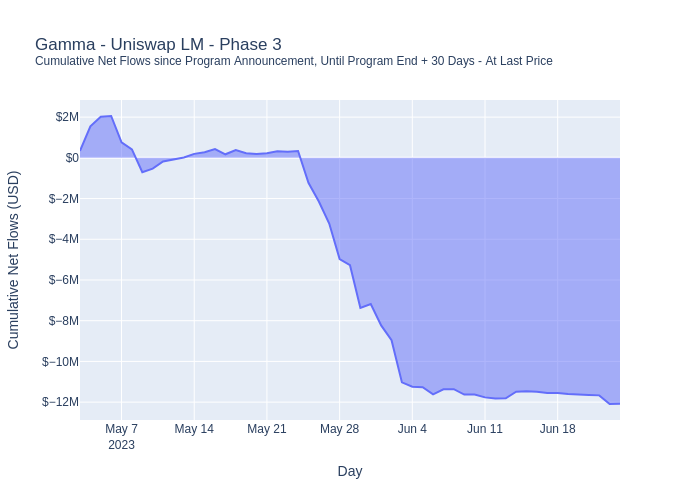 Gamma - Uniswap LM - Phase 3
Cumulative Net Flows since Program Announcement, Until Program End + 30 Days - At Last Price
Cumulative Net Flows (USD)
$2M
$0
$−2M
$−4M
$−6M
$−8M
$−10M
$−12M
May 7
2023
May 14
May 21
May 28
Jun 4
Jun 11
Jun 18
Day